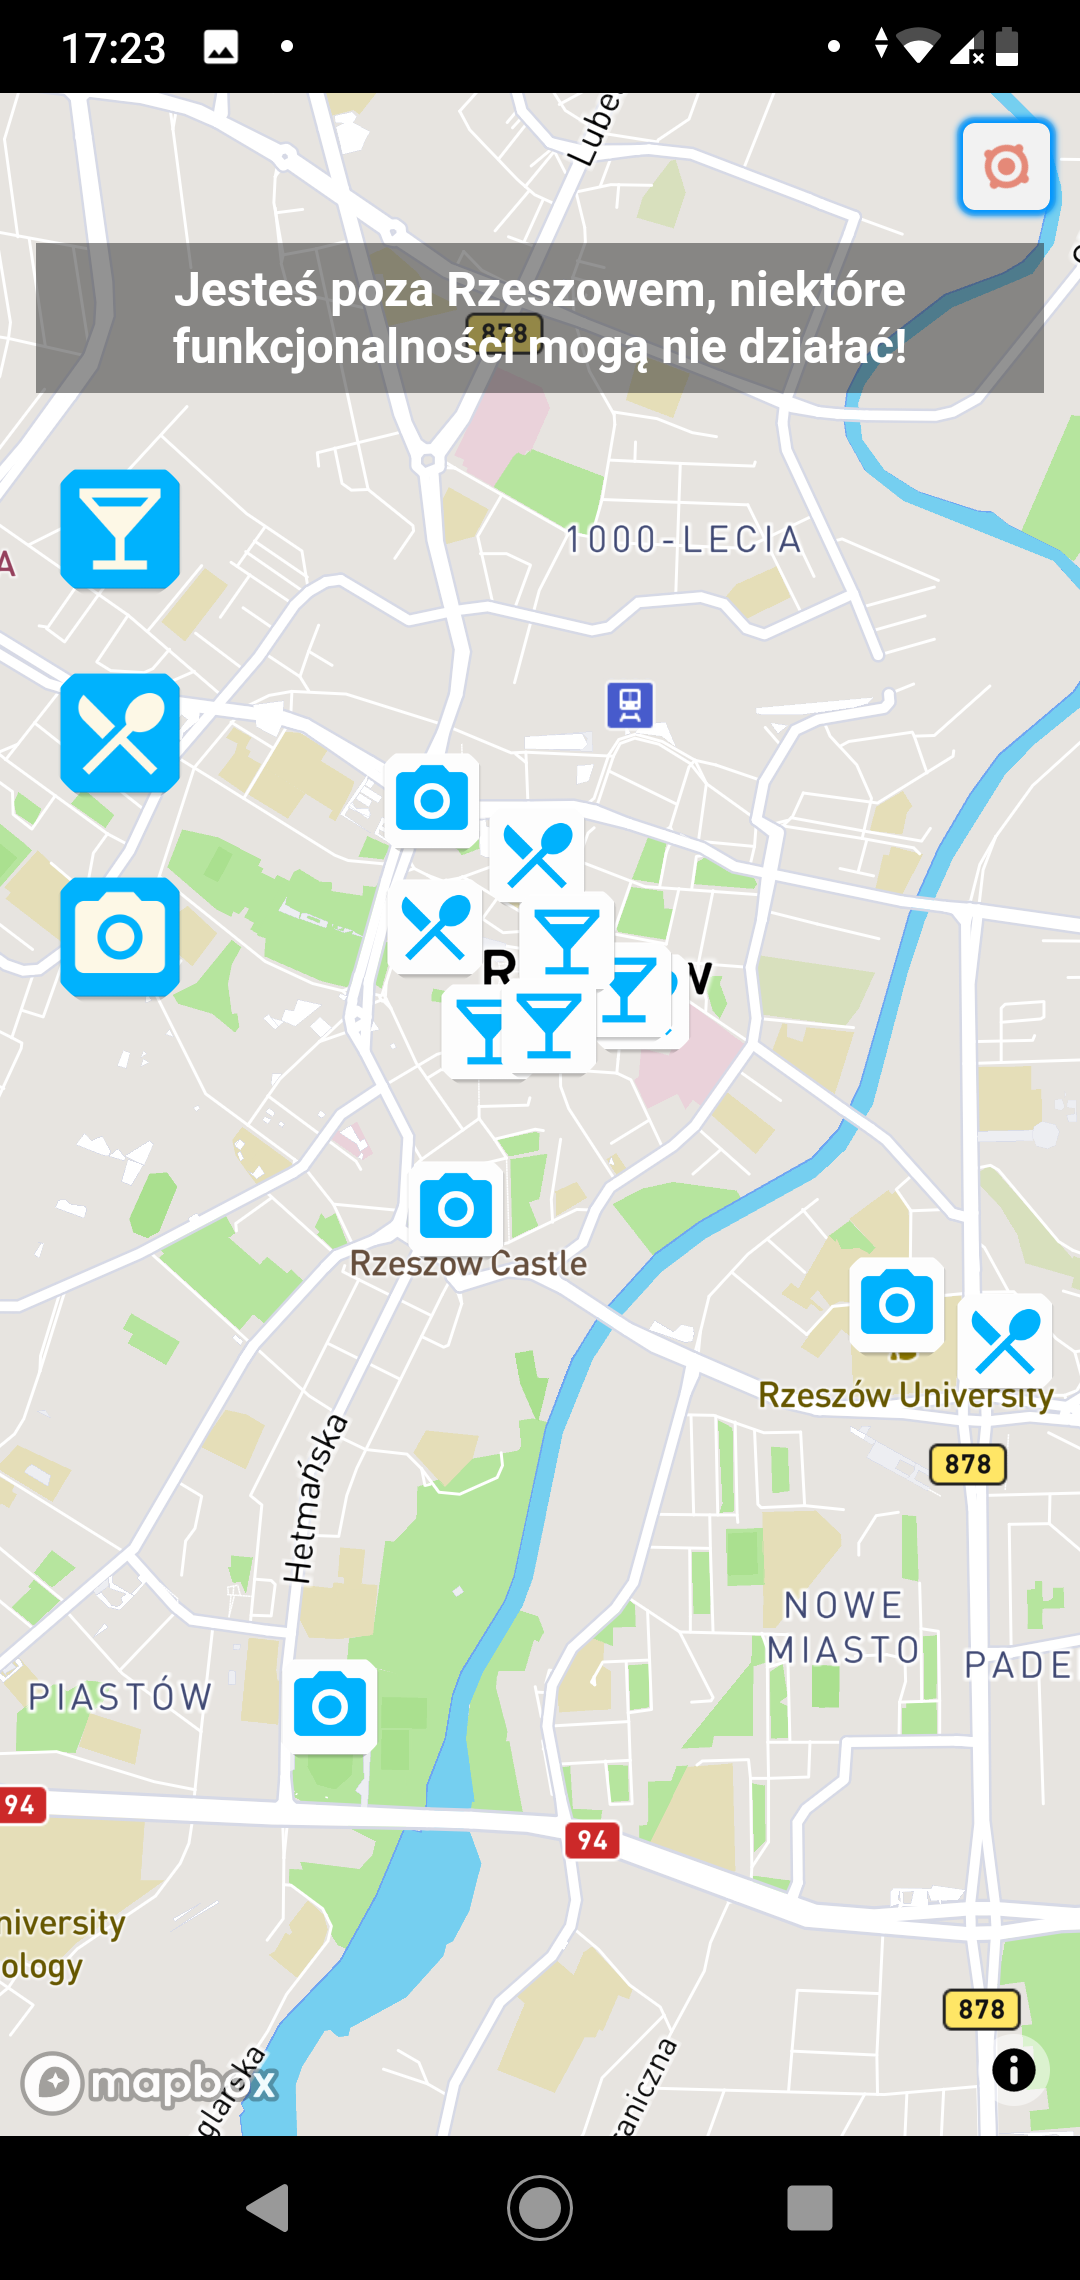 17:23
Lube
Jesteś poza Rzeszowem, niektóre
funkcjonalności mogą nie działać!
878
1000-LECIA
A
R
W
Rzeszow Castle
Rzeszów University
878
Hetmańska
NOWE
MIASTO
PADE
PIASTÓW
94
94
niversity
ology
878
mapbox
glarska
saniczna